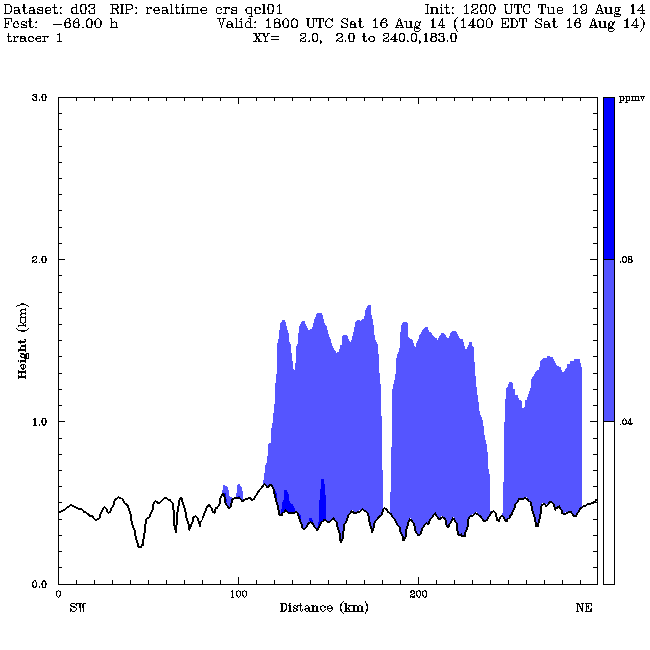 Dataset: d03 RIP: realtime crs qcl01 Init: 1200 UTC Tue 19 Aug 14
Fcst: -66.00 h Valid: 1800 UTC Sat 16 Aug 14 (1400 EDT Sat 16 Aug 14)
tracer 1 XY= 2.0, 2.0 to 240.0,183.0
ppmv
3.0
2.0
1.0
0.0
Height (km)
.08
.04
0 100 200
SW Distance (km) NE